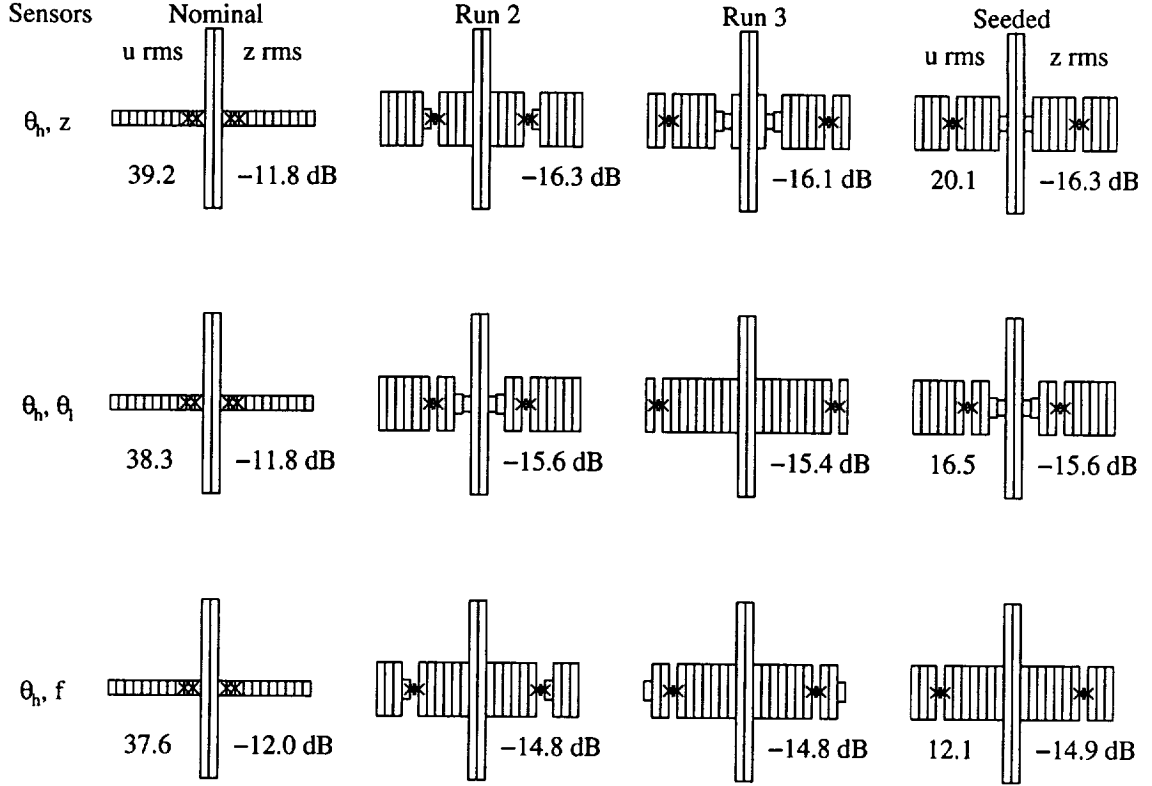 Sensors Nominal Run 2 Run 3 Seeded
u rms z rms u rms z rms
θh, z
39.2 −11.8 dB −16.3 dB −16.1 dB 20.1 −16.3 dB
θh, θl
38.3 −11.8 dB −15.6 dB −15.4 dB 16.5 −15.6 dB
θh, f
37.6 −12.0 dB −14.8 dB −14.8 dB 12.1 −14.9 dB